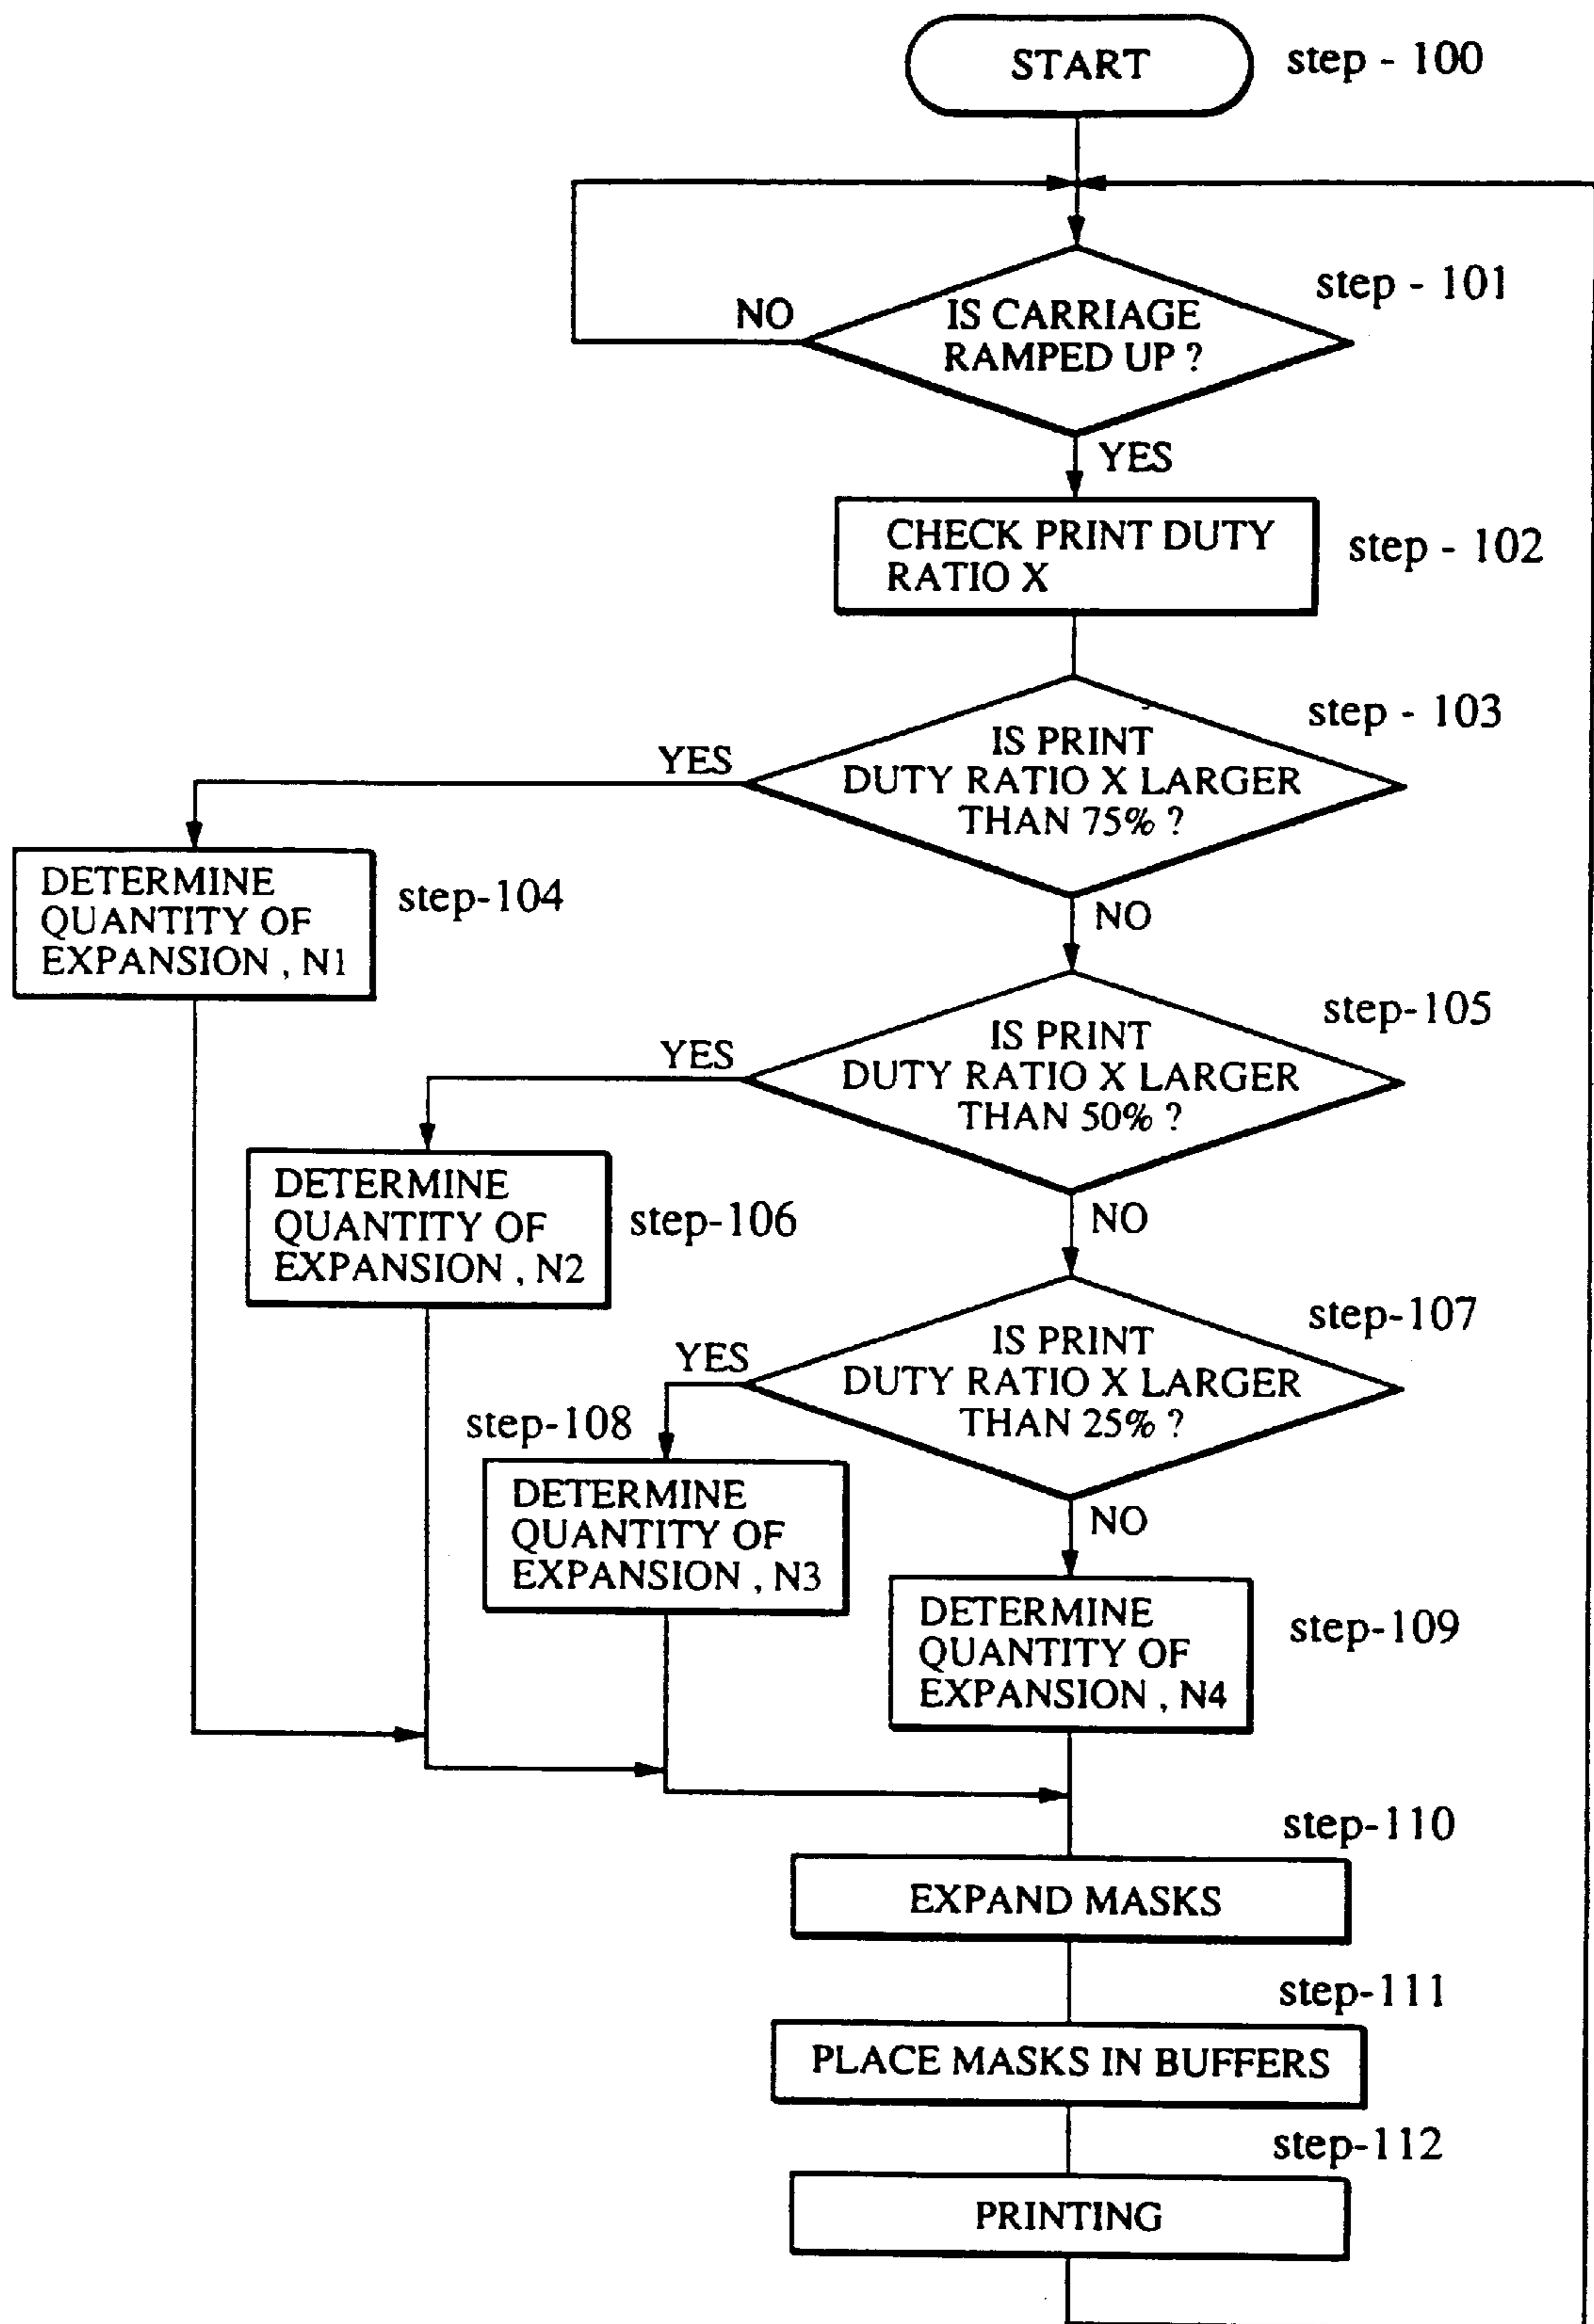 START
step - 100
step - 101
NO
IS CARRIAGE
RAMPED UP ?
YES
CHECK PRINT DUTY
RATIO X
step - 102
step - 103
YES
IS PRINT
DUTY RATIO X LARGER
THAN 75% ?
DETERMINE
QUANTITY OF
EXPANSION , N1
step-104
NO
step-105
YES
IS PRINT
DUTY RATIO X LARGER
THAN 50% ?
DETERMINE
QUANTITY OF
EXPANSION , N2
step-106
NO
step-107
YES
IS PRINT
DUTY RATIO X LARGER
THAN 25% ?
step-108
DETERMINE
QUANTITY OF
EXPANSION , N3
NO
DETERMINE
QUANTITY OF
EXPANSION , N4
step-109
step-110
EXPAND MASKS
step-111
PLACE MASKS IN BUFFERS
step-112
PRINTING